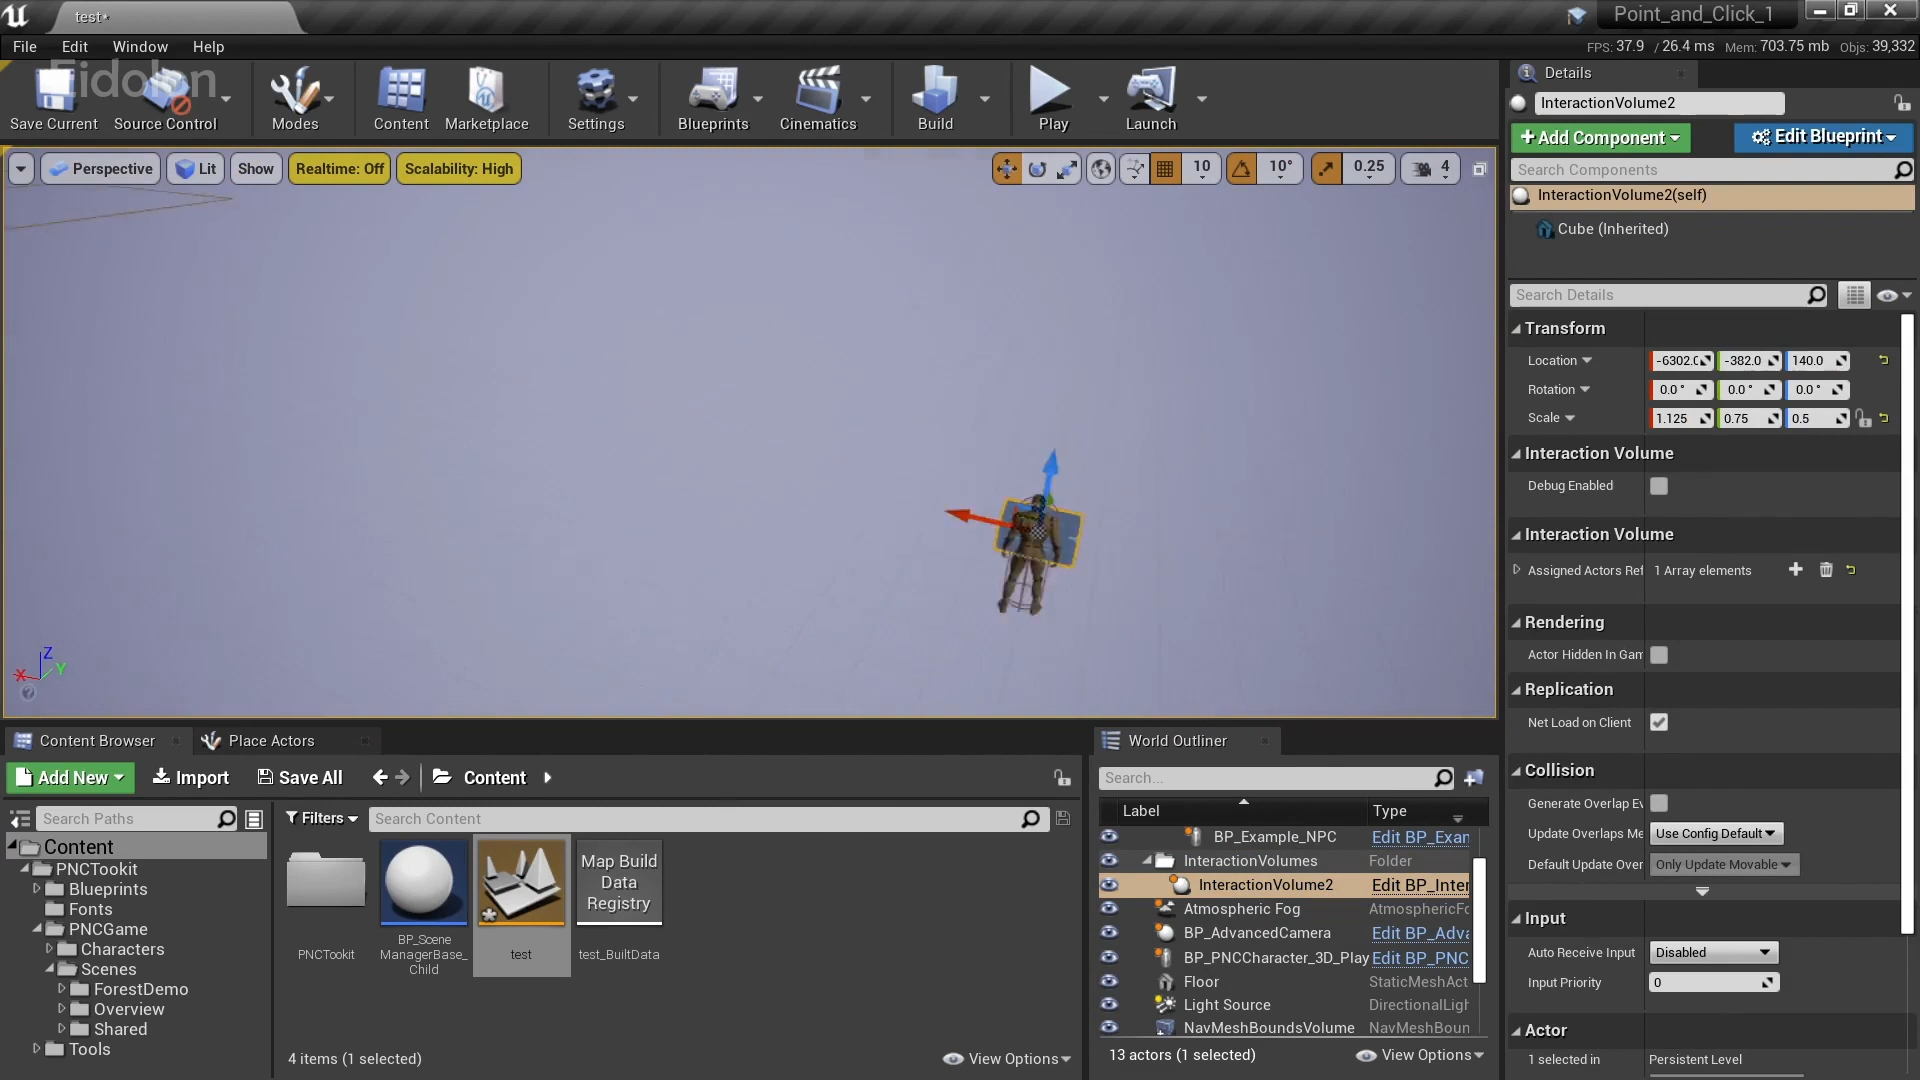 test*
Point_and_Click_1
File Edit Window Help
FPS: 37.9 / 26.4 ms Mem: 703.75 mb Objs: 39,332
Eidolon
Save Current Source Control Modes Content Marketplace Settings Blueprints Cinematics Build Play Launch
Perspective Lit Show Realtime: Off Scalability: High
10 10° 0.25 4
Z
X Y
Details
InteractionVolume2
+Add Component Edit Blueprint
Search Components
InteractionVolume2(self)
Cube (Inherited)
Search Details
Transform
Location -6302.0 -382.0 140.0
Rotation 0.0 ° 0.0 ° 0.0 °
Scale 1.125 0.75 0.5
Interaction Volume
Debug Enabled
Interaction Volume
Assigned Actors Ref 1 Array elements
Rendering
Actor Hidden In Gam
Replication
Net Load on Client
Collision
Generate Overlap Ev
Update Overlaps Me Use Config Default
Default Update Over Only Update Movable
Input
Auto Receive Input Disabled
Input Priority 0
Actor
1 selected in Persistent Level
Content Browser Place Actors
Add New Import Save All Content
Search Paths Filters Search Content
Content
PNCTookit
Blueprints
Fonts
PNCGame
Characters
Scenes
ForestDemo
Overview
Shared
Tools
PNCTookit
BP_Scene
ManagerBase_
Child
test
Map Build
Data
Registry
test_BuiltData
4 items (1 selected) View Options
World Outliner
Search...
Label Type
BP_Example_NPC Edit BP_Exan
InteractionVolumes Folder
InteractionVolume2 Edit BP_Inter
Atmospheric Fog AtmosphericFo
BP_AdvancedCamera Edit BP_Adva
BP_PNCCharacter_3D_Play Edit BP_PNC
Floor StaticMeshAct
Light Source DirectionalLigh
NavMeshBoundsVolume NavMeshBoun
13 actors (1 selected) View Options